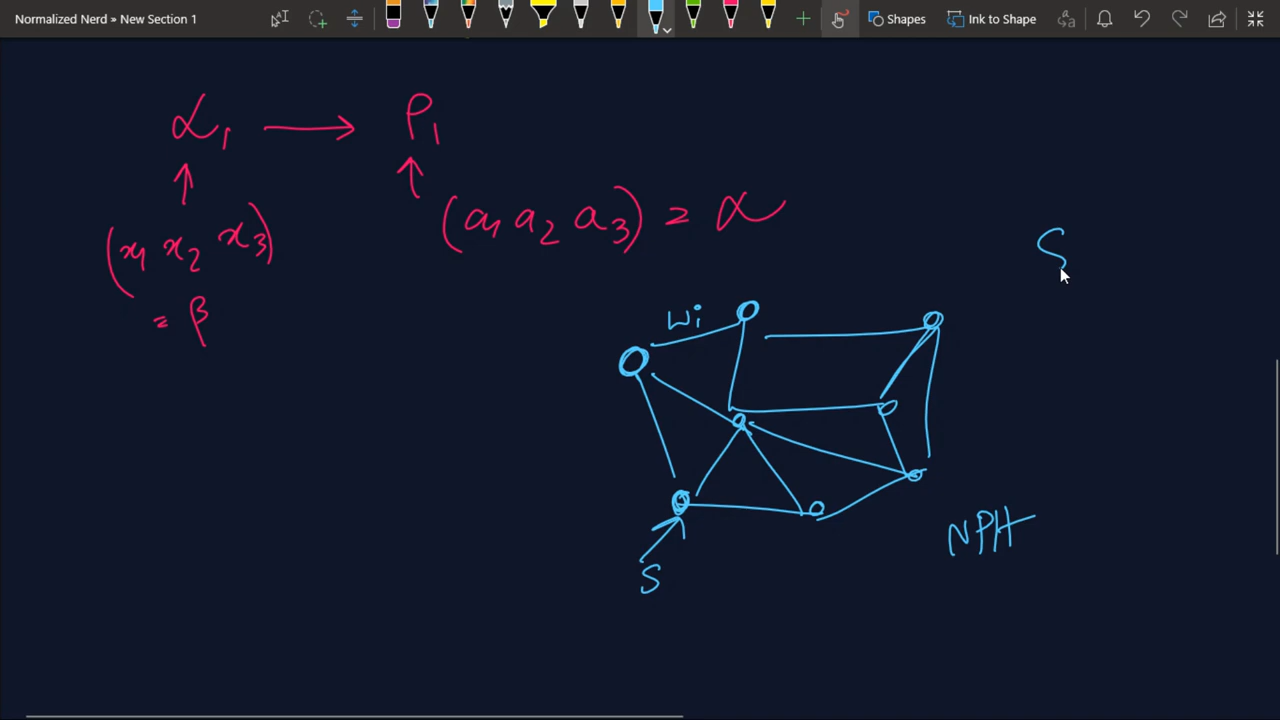 Normalized Nerd » New Section 1
Shapes
Ink to Shape
α₁ → P₁
(x₁ x₂ x₃)
= β
(a₁ a₂ a₃) = α
Wi
S
NPH
S